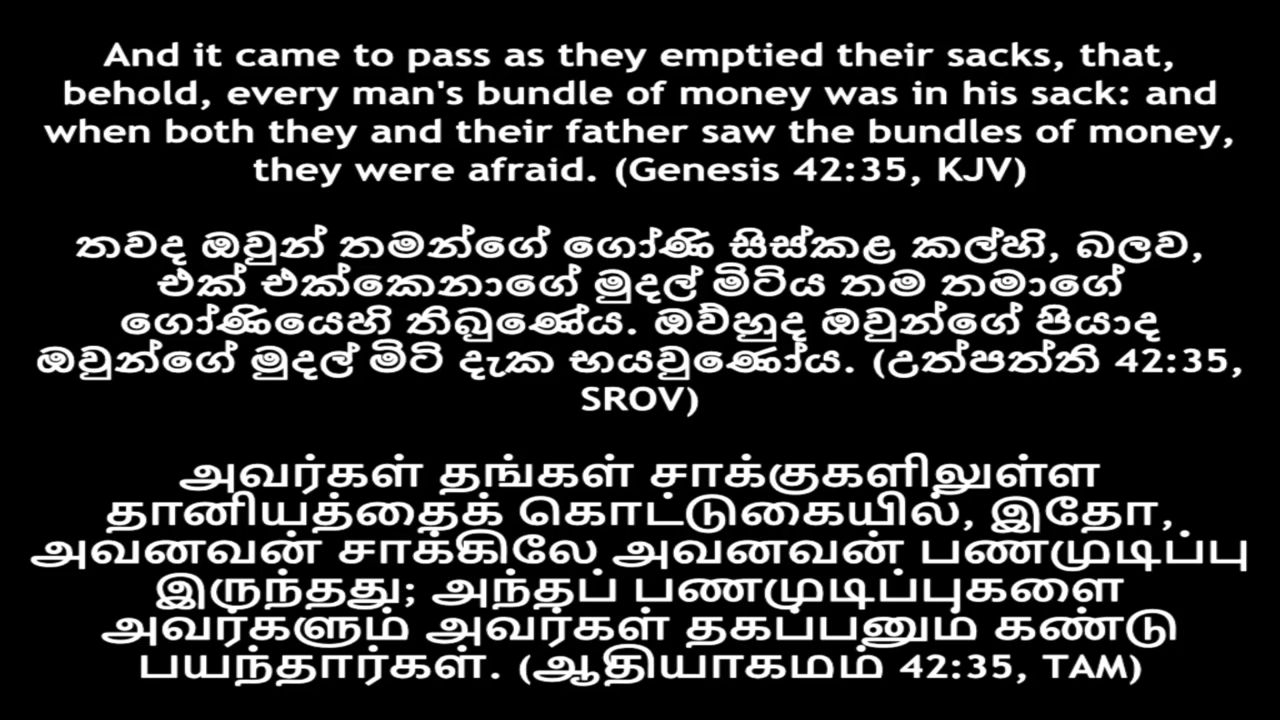 And it came to pass as they emptied their sacks, that,
behold, every man's bundle of money was in his sack: and
when both they and their father saw the bundles of money,
they were afraid. (Genesis 42:35, KJV)
තවද ඔවුන් තමන්ගේ ගෝණි සිස්කළ කල්හි, බලව,
එක් එක්කෙනාගේ මුදල් මිටිය තම තමාගේ
ගෝණියෙහි තිබුණේය. ඔව්හුද ඔවුන්ගේ පියාද
ඔවුන්ගේ මුදල් මිටි දැක භයවුණෝය. (උත්පත්ති 42:35,
SROV)
அவர்கள் தங்கள் சாக்குகளிலுள்ள
தானியத்தைக் கொட்டுகையில், இதோ,
அவனவன் சாக்கிலே அவனவன் பணமுடிப்பு
இருந்தது; அந்தப் பணமுடிப்புகளை
அவர்களும் அவர்கள் தகப்பனும் கண்டு
பயந்தார்கள். (ஆதியாகமம் 42:35, TAM)